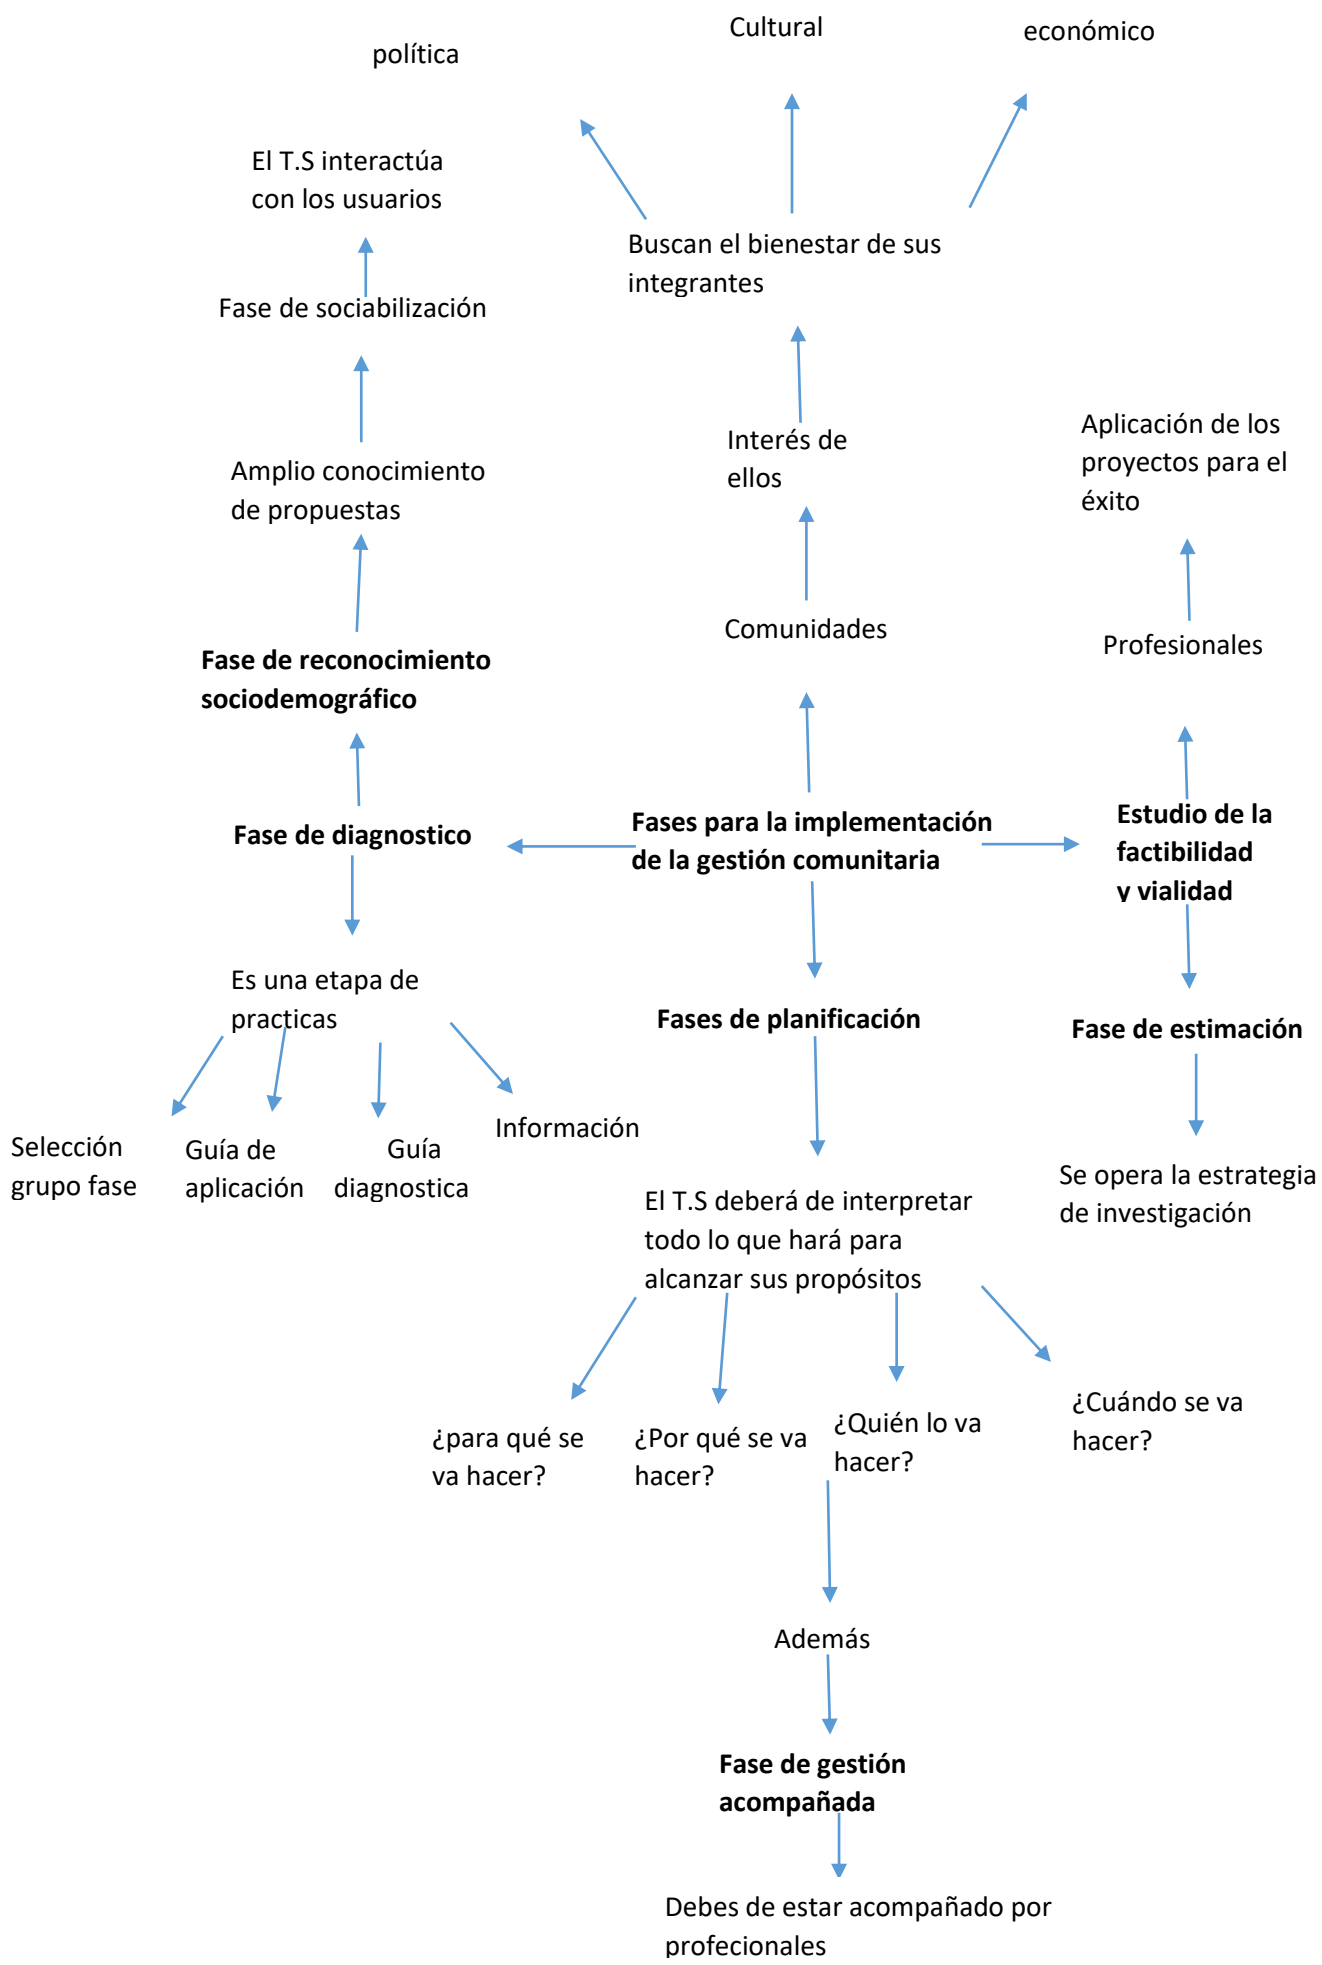 Cultural
económico
política
El T.S interactúa
con los usuarios
Buscan el bienestar de sus
integrantes
Fase de sociabilización
Interés de
ellos
Aplicación de los
proyectos para el
éxito
Amplio conocimiento
de propuestas
Comunidades
Profesionales
Fase de reconocimiento
sociodemográfico
Fase de diagnostico
Fases para la implementación
de la gestión comunitaria
Estudio de la
factibilidad
y vialidad
Es una etapa de
practicas
Fases de planificación
Fase de estimación
Selección
grupo fase
Guía de
aplicación
Guía
diagnostica
Información
El T.S deberá de interpretar
todo lo que hará para
alcanzar sus propósitos
Se opera la estrategia
de investigación
¿para qué se
va hacer?
¿Por qué se va
hacer?
¿Quién lo va
hacer?
¿Cuándo se va
hacer?
Además
Fase de gestión
acompañada
Debes de estar acompañado por
profecionales